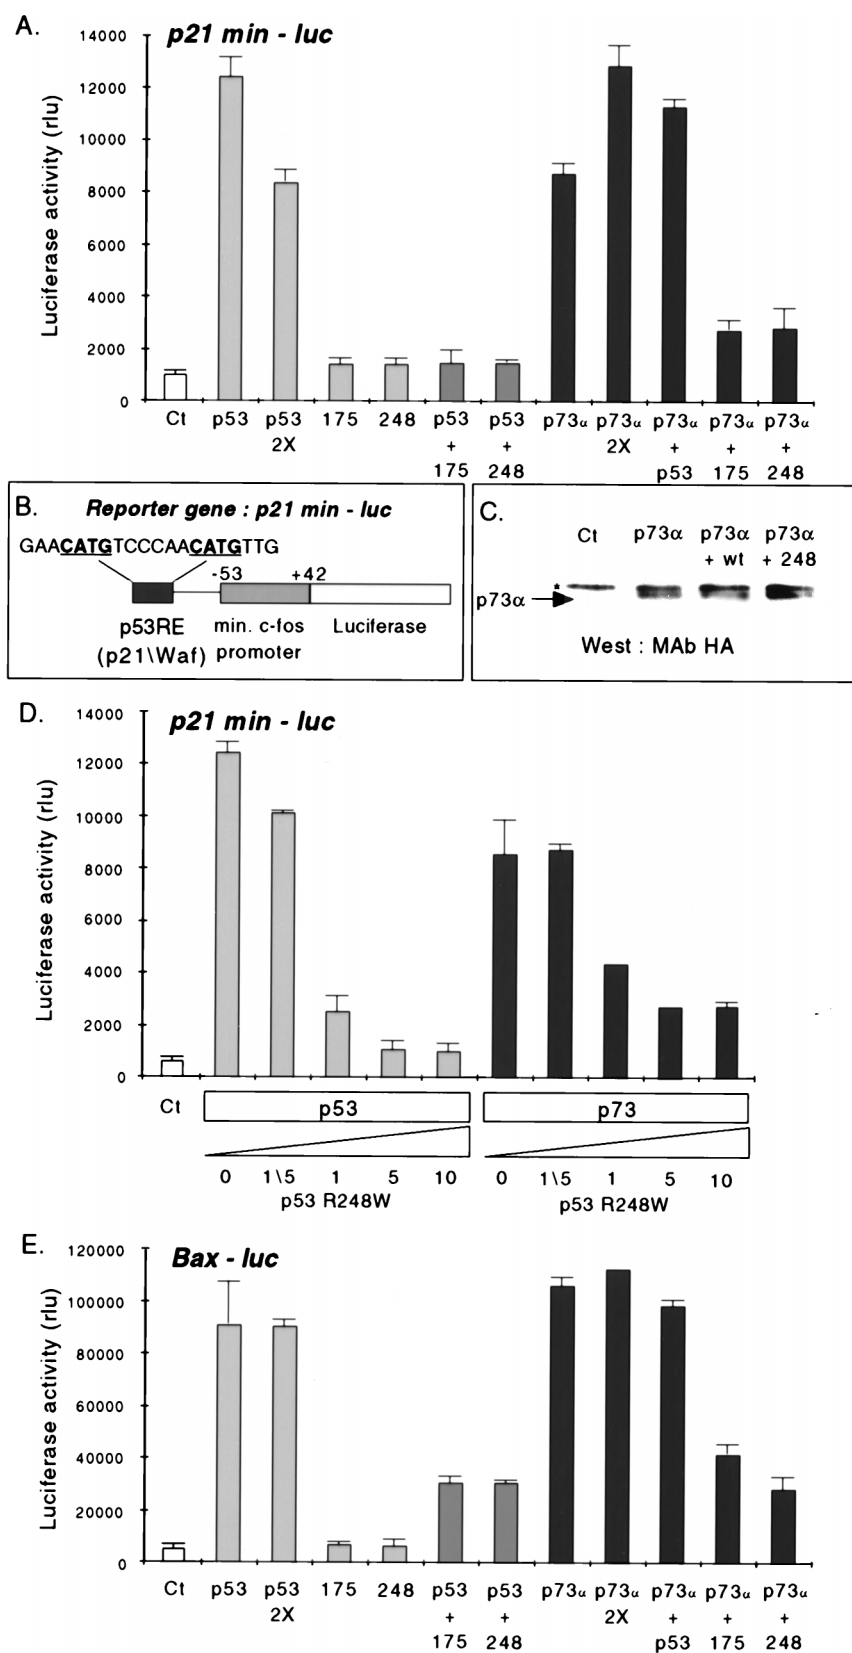 A.
p21 min - luc
Luciferase activity (rlu)
14000
12000
10000
8000
6000
4000
2000
0
Ct p53 p53 175 248 p53 p53 p73α p73α p73α p73α p73α
2X + + 2X + + +
175 248 p53 175 248
B.
Reporter gene : p21 min - luc
GAACATGTCCCAACATGTTG
-53 +42
p53RE min. c-fos Luciferase
(p21\Waf) promoter
C.
Ct p73α p73α p73α
+ wt + 248
*
p73α
West : MAb HA
D.
p21 min - luc
Luciferase activity (rlu)
14000
12000
10000
8000
6000
4000
2000
0
Ct p53 p73
0 1\5 1 5 10 0 1\5 1 5 10
p53 R248W p53 R248W
E.
Bax - luc
Luciferase activity (rlu)
120000
100000
80000
60000
40000
20000
0
Ct p53 p53 175 248 p53 p53 p73α p73α p73α p73α p73α
2X + + 2X + + +
175 248 p53 175 248